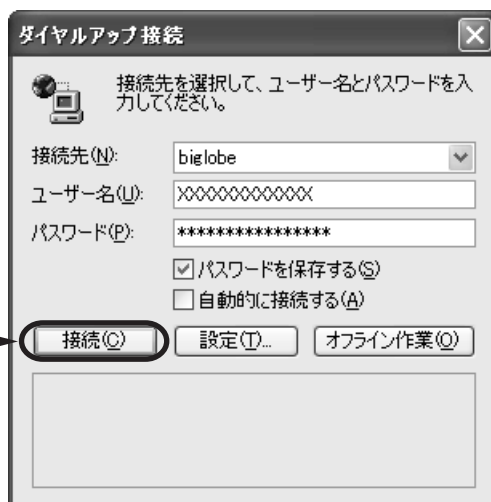 ダイヤルアップ接続
接続先を選択して、ユーザー名とパスワードを入
力してください。
接続先(N): biglobe
ユーザー名(U): XXXXXXXXXXXXX
パスワード(P): ****************
パスワードを保存する(S)
自動的に接続する(A)
接続(C) 設定(T)... オフライン作業(O)